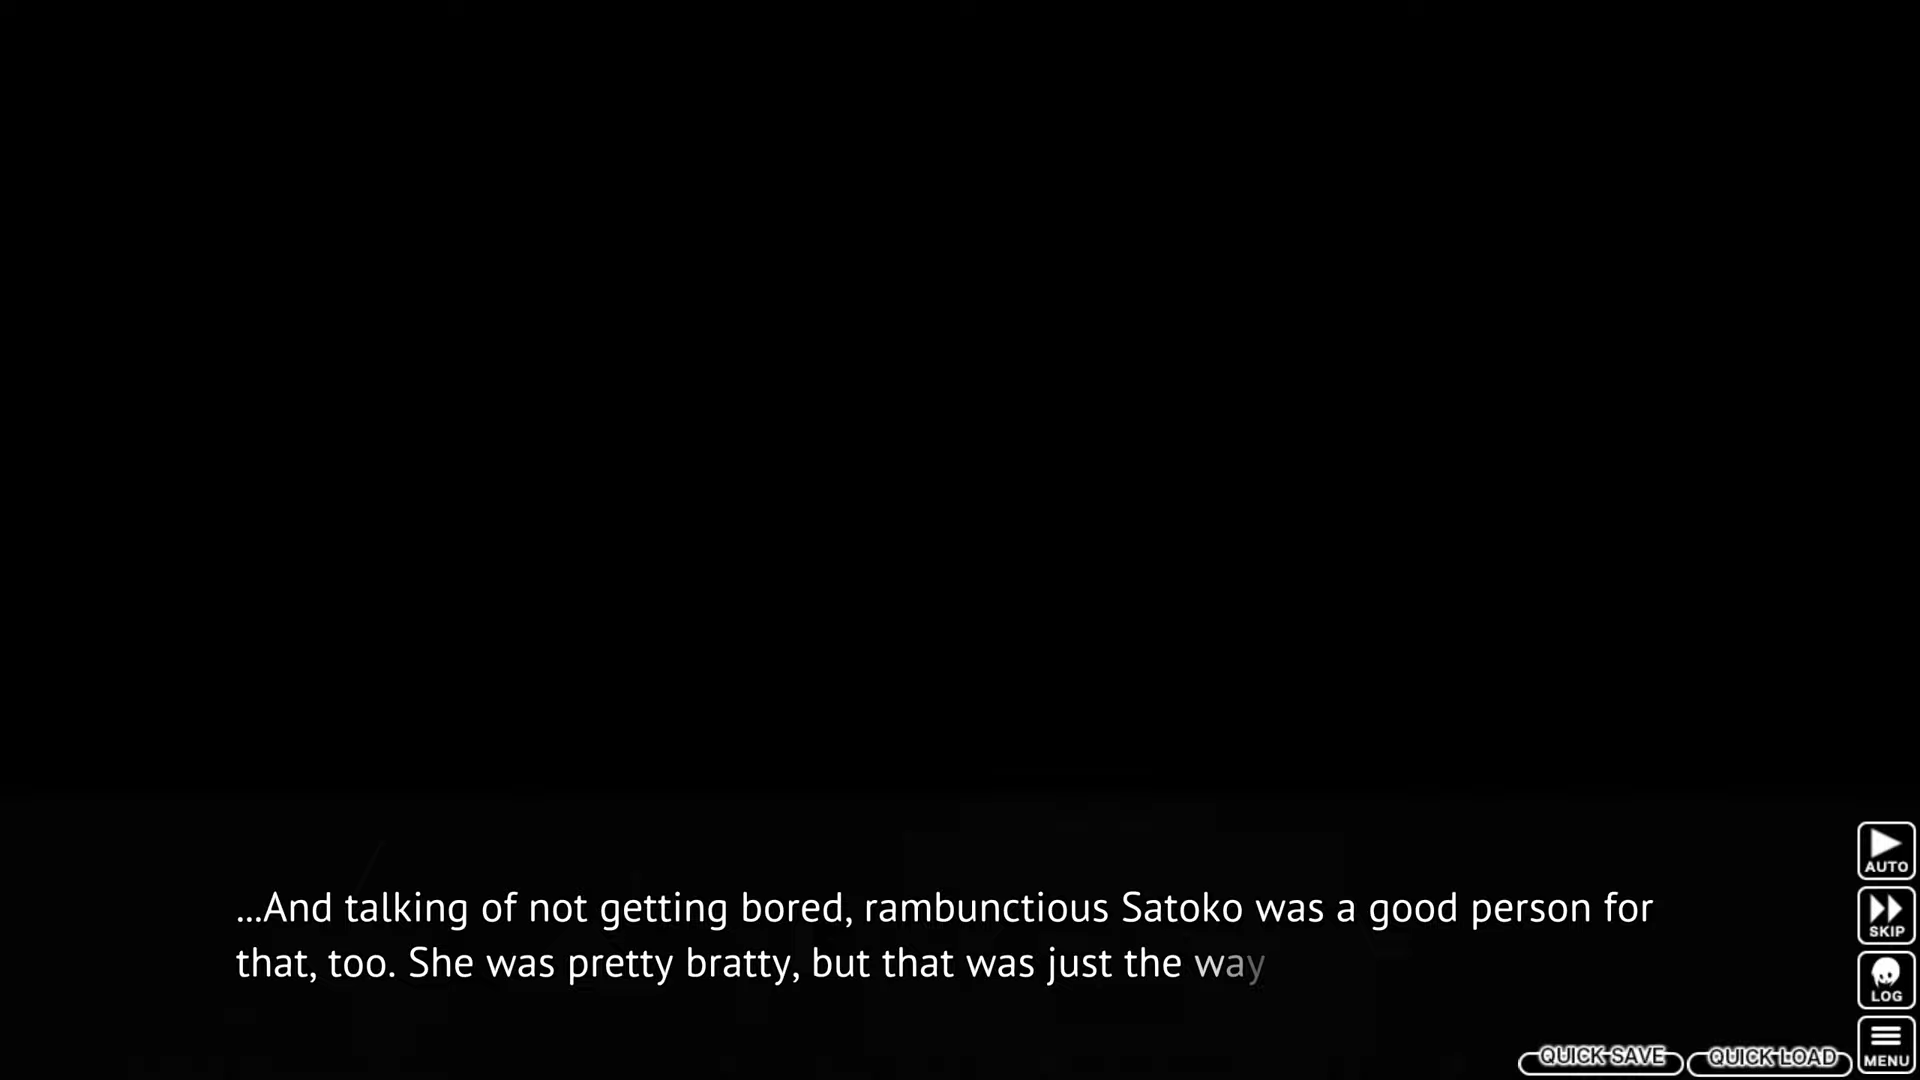 ...And talking of not getting bored, rambunctious Satoko was a good person for
that, too. She was pretty bratty, but that was just the way
AUTO
SKIP
LOG
MENU
QUICK SAVE
QUICK LOAD